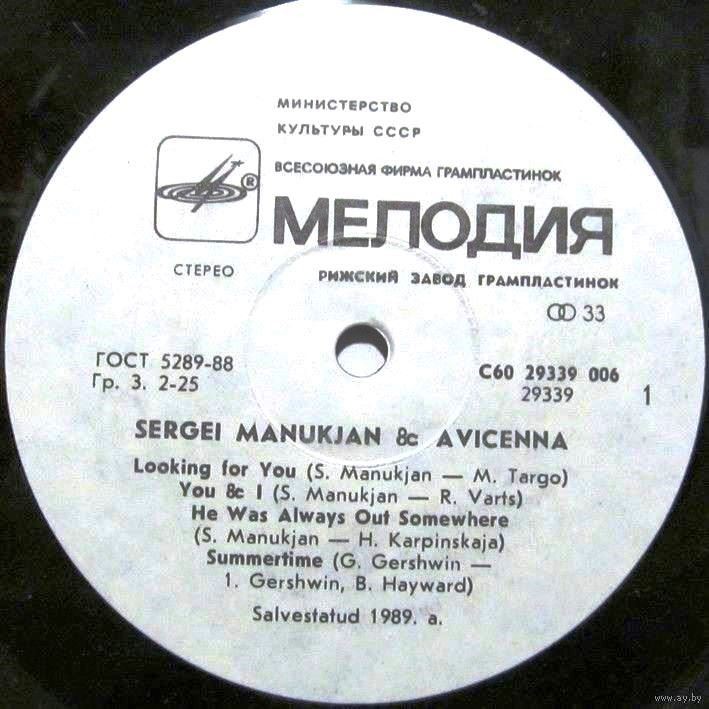 МИНИСТЕРСТВО
КУЛЬТУРЫ СССР
ВСЕСОЮЗНАЯ ФИРМА ГРАМПЛАСТИНОК
®
МЕЛОДИЯ
СТЕРЕО
РИЖСКИЙ ЗАВОД ГРАМПЛАСТИНОК
33
ГОСТ 5289-88
Гр. 3. 2-25
С60 29339 006
29339
1
SERGEI MANUKJAN & AVICENNA
Looking for You (S. Manukjan — M. Targo)
You & I (S. Manukjan — R. Varts)
He Was Always Out Somewhere
(S. Manukjan — H. Karpinskaja)
Summertime (G. Gershwin —
1. Gershwin, B. Hayward)
Salvestatud 1989. a.
www.ay.by